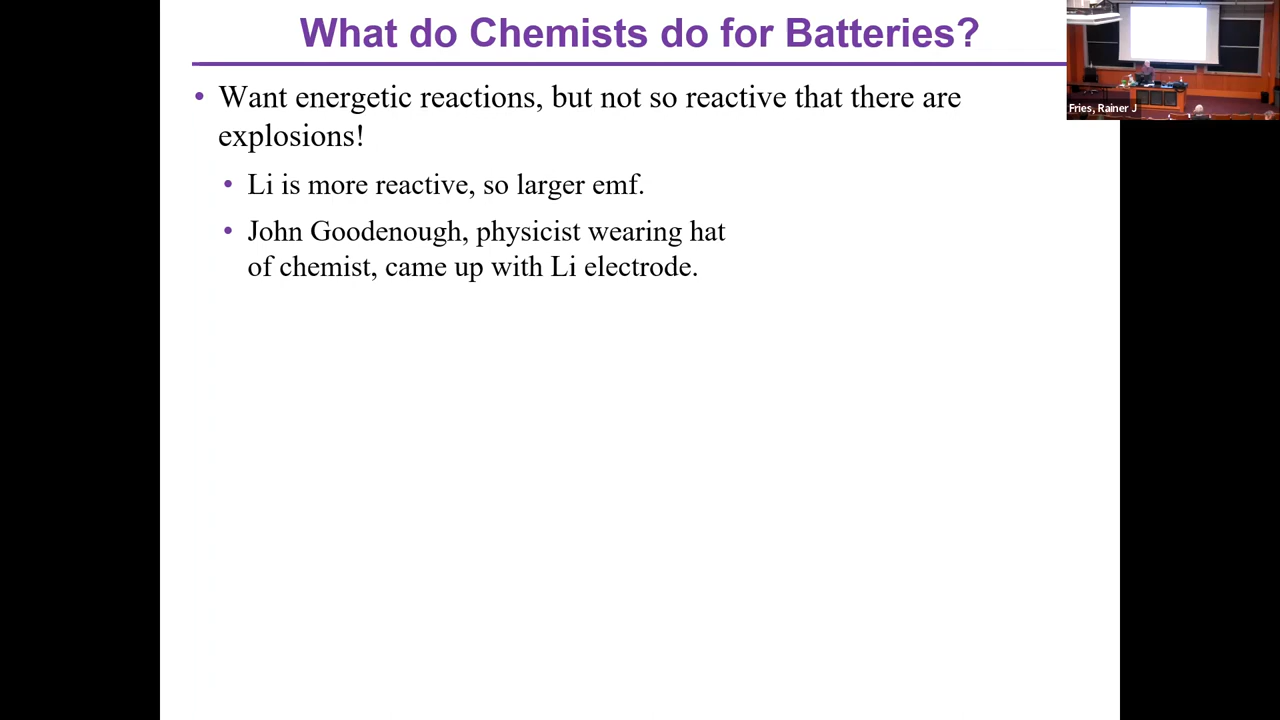 What do Chemists do for Batteries?
• Want energetic reactions, but not so reactive that there are
explosions!
• Li is more reactive, so larger emf.
• John Goodenough, physicist wearing hat
of chemist, came up with Li electrode.
Fries, Rainer J